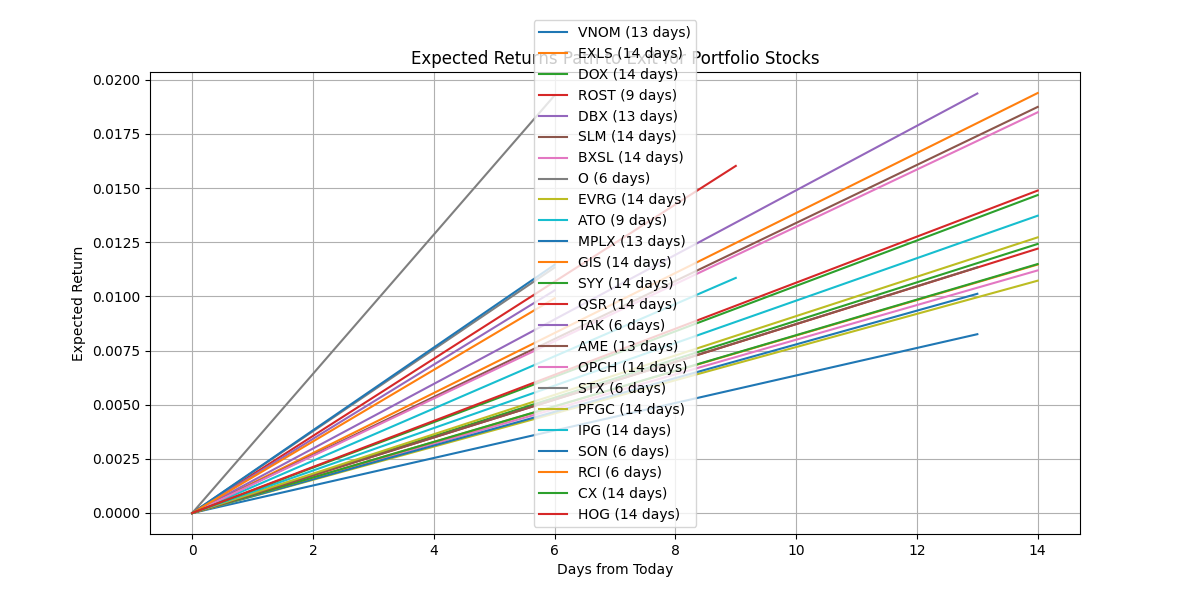 Expected Returns Path to Exit for Portfolio Stocks
Expected Return
0.0200
0.0175
0.0150
0.0125
0.0100
0.0075
0.0050
0.0025
0.0000
VNOM (13 days)
EXLS (14 days)
DOX (14 days)
ROST (9 days)
DBX (13 days)
SLM (14 days)
BXSL (14 days)
O (6 days)
EVRG (14 days)
ATO (9 days)
MPLX (13 days)
GIS (14 days)
SYY (14 days)
QSR (14 days)
TAK (6 days)
AME (13 days)
OPCH (14 days)
STX (6 days)
PFGC (14 days)
IPG (14 days)
SON (6 days)
RCI (6 days)
CX (14 days)
HOG (14 days)
0 2 4 6 8 10 12 14
Days from Today